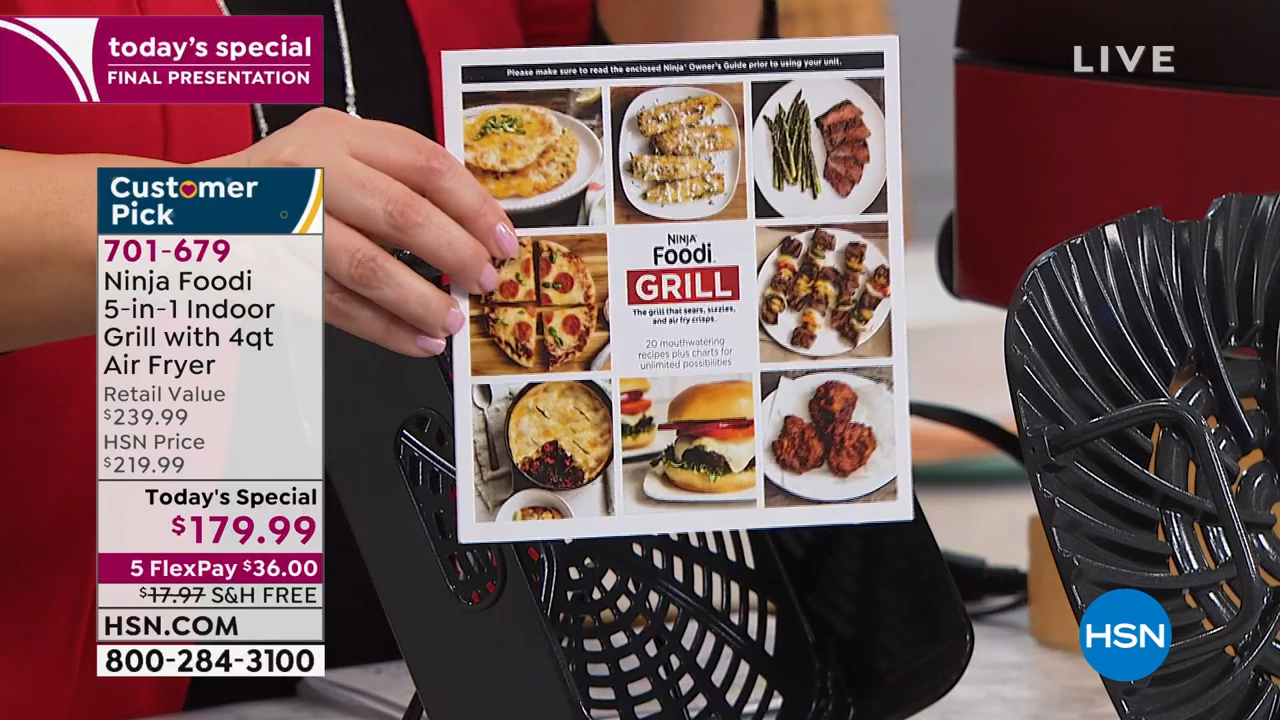 today's special
FINAL PRESENTATION
LIVE
Customer
Pick
701-679
Ninja Foodi
5-in-1 Indoor
Grill with 4qt
Air Fryer
Retail Value
$239.99
HSN Price
$219.99
Today's Special
$179.99
5 FlexPay $36.00
$17.97 S&H FREE
HSN.COM
800-284-3100
Please make sure to read the enclosed Ninja® Owner's Guide prior to using your unit.
NINJA®
Foodi™
GRILL
The grill that sears, sizzles,
and air fry crisps.
20 mouthwatering
recipes plus charts for
unlimited possibilities
HSN